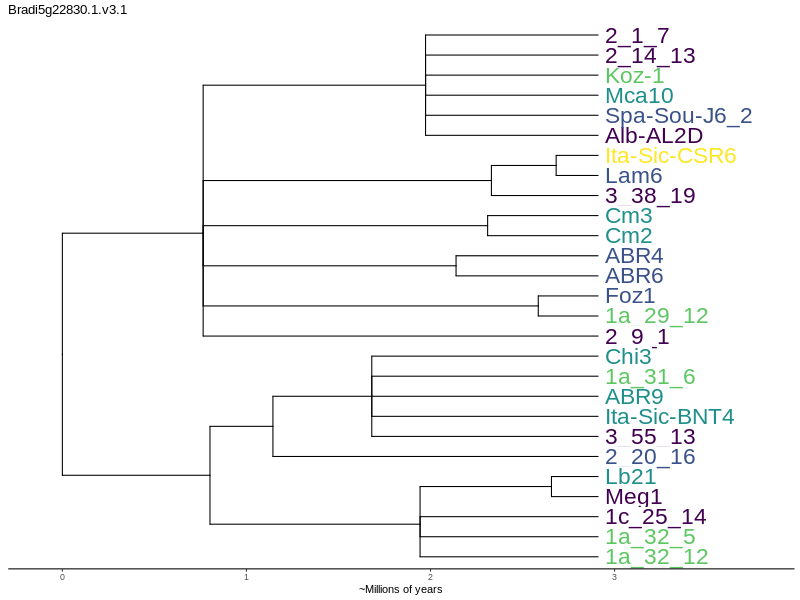 Bradi5g22830.1.v3.1
2_1_7
2_14_13
Koz-1
Mca10
Spa-Sou-J6_2
Alb-AL2D
Ita-Sic-CSR6
Lam6
3_38_19
Cm3
Cm2
ABR4
ABR6
Foz1
1a_29_12
2_9_1
Chi3
1a_31_6
ABR9
Ita-Sic-BNT4
3_55_13
2_20_16
Lb21
Meg1
1c_25_14
1a_32_5
1a_32_12
0 1 2 3
~Millions of years